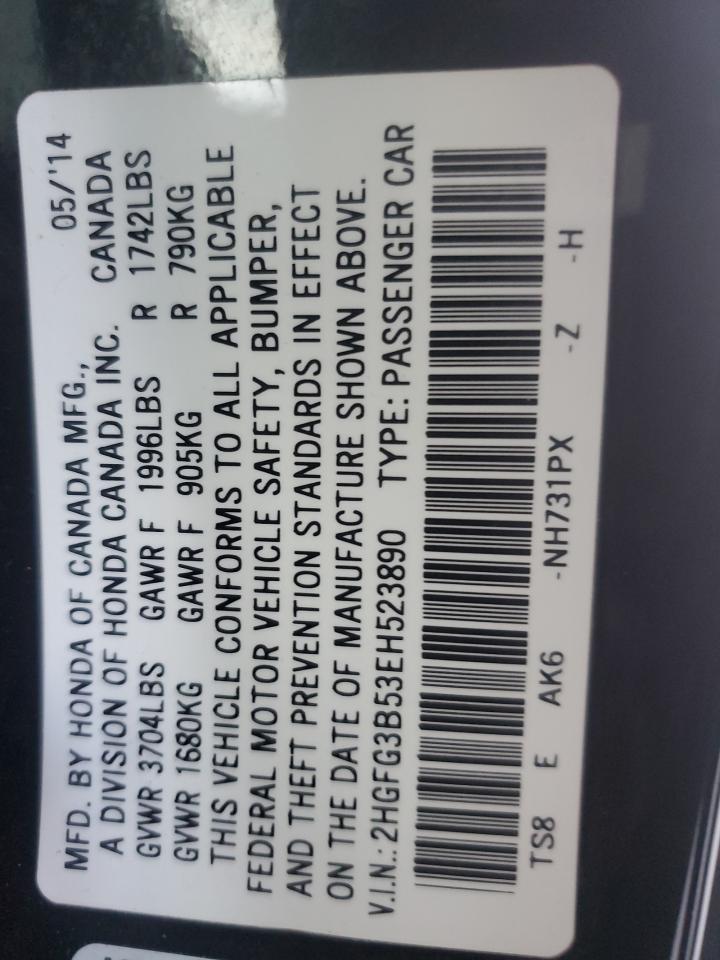 MFD. BY HONDA OF CANADA MFG., 05/'14
A DIVISION OF HONDA CANADA INC. CANADA
GVWR 3704LBS GAWR F 1996LBS R 1742LBS
GVWR 1680KG GAWR F 905KG R 790KG
THIS VEHICLE CONFORMS TO ALL APPLICABLE
FEDERAL MOTOR VEHICLE SAFETY, BUMPER,
AND THEFT PREVENTION STANDARDS IN EFFECT
ON THE DATE OF MANUFACTURE SHOWN ABOVE.
V.I.N.:2HGFG3B53EH523890 TYPE: PASSENGER CAR
TS8 E AK6 -NH731PX -Z -H